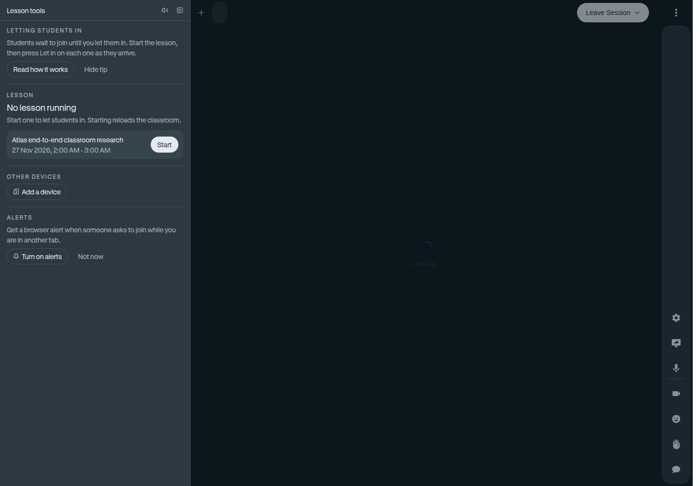 Lesson tools
Leave Session
LETTING STUDENTS IN
Students wait to join until you let them in. Start the lesson,
then press Let in on each one as they arrive.
Read how it works
Hide tip
LESSON
No lesson running
Start one to let students in. Starting reloads the classroom.
Atlas end-to-end classroom research
27 Nov 2026, 2:00 AM - 3:00 AM
Start
OTHER DEVICES
Add a device
ALERTS
Get a browser alert when someone asks to join while you
are in another tab.
Turn on alerts
Not now